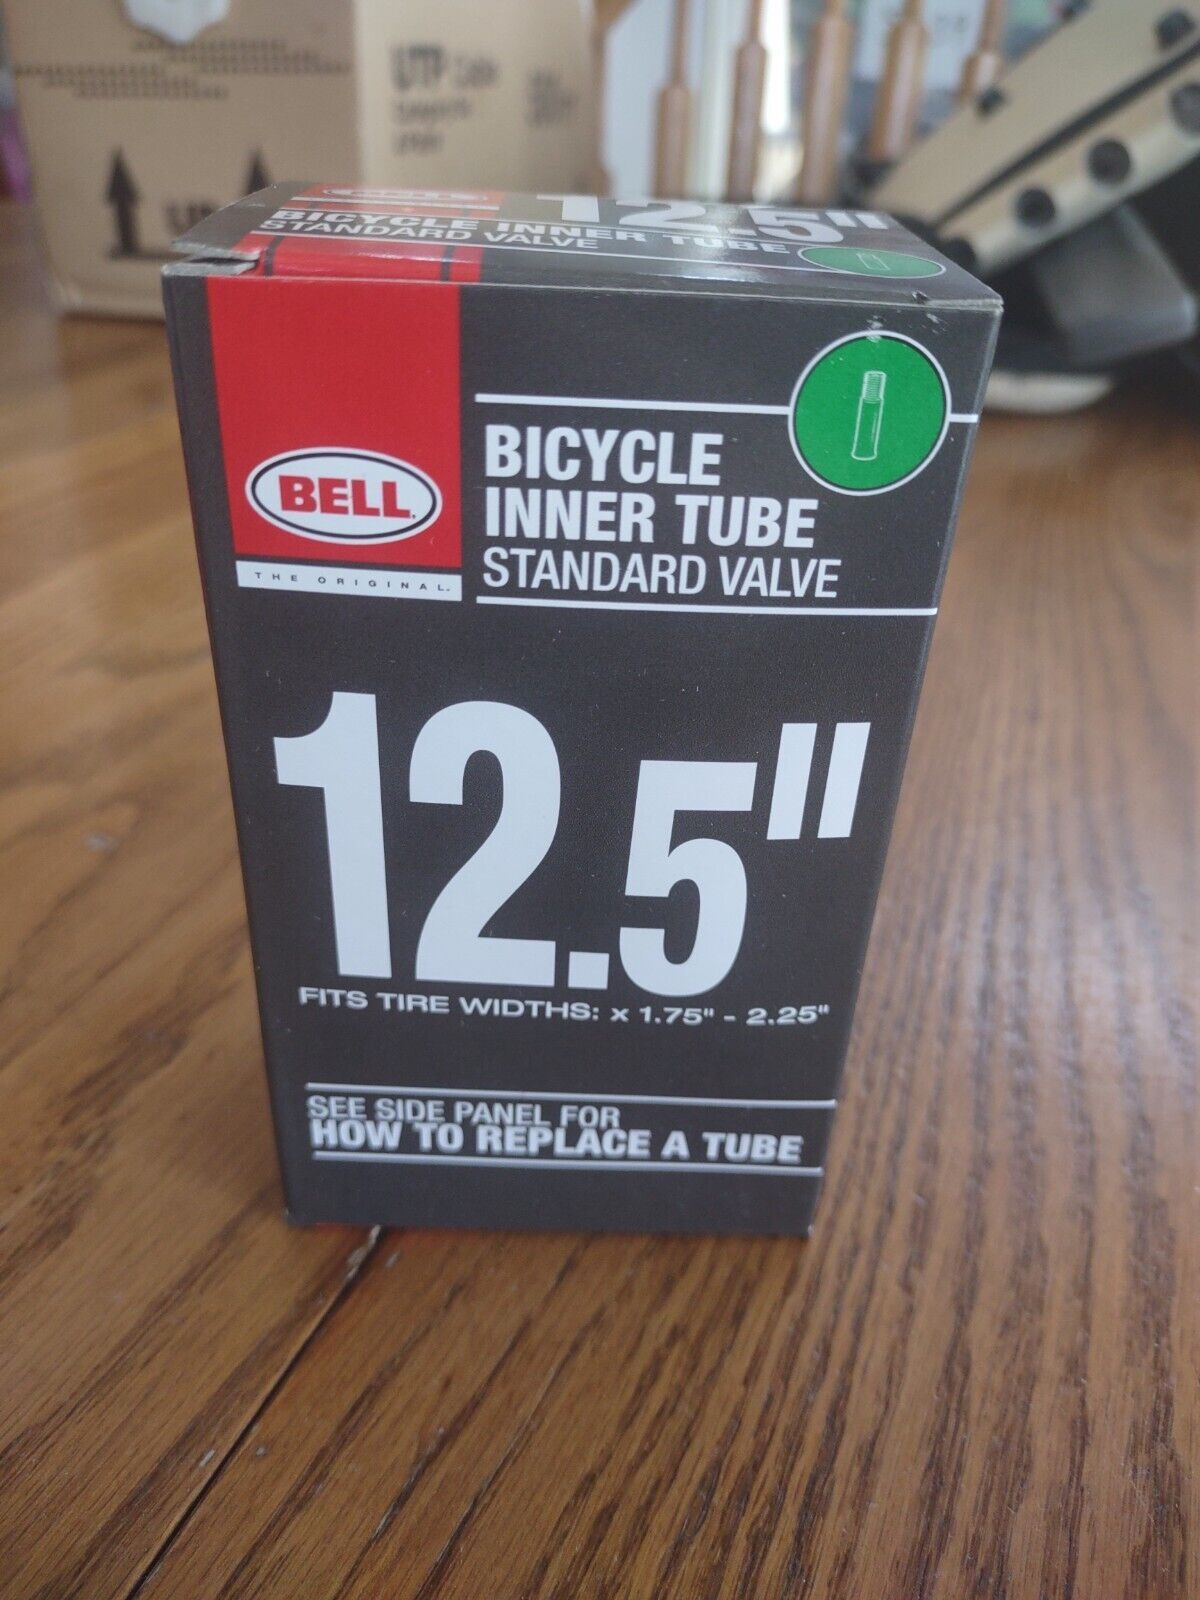 12.5"
BICYCLE INNER TUBE
STANDARD VALVE
BELL
THE ORIGINAL.
BICYCLE
INNER TUBE
STANDARD VALVE
12.5"
FITS TIRE WIDTHS: x 1.75" - 2.25"
SEE SIDE PANEL FOR
HOW TO REPLACE A TUBE
UTP